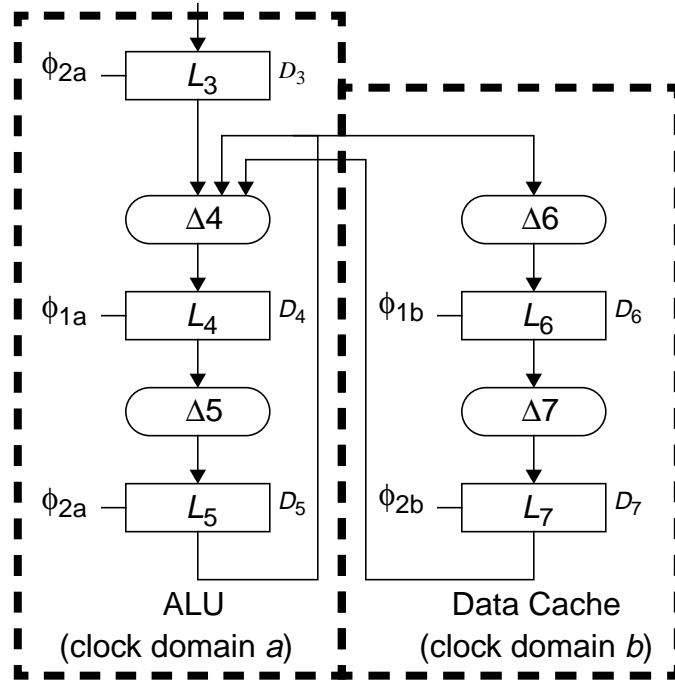 ϕ2a L3 D3
Δ4 Δ6
ϕ1a L4 D4 ϕ1b L6 D6
Δ5 Δ7
ϕ2a L5 D5 ϕ2b L7 D7
ALU Data Cache
(clock domain a) (clock domain b)